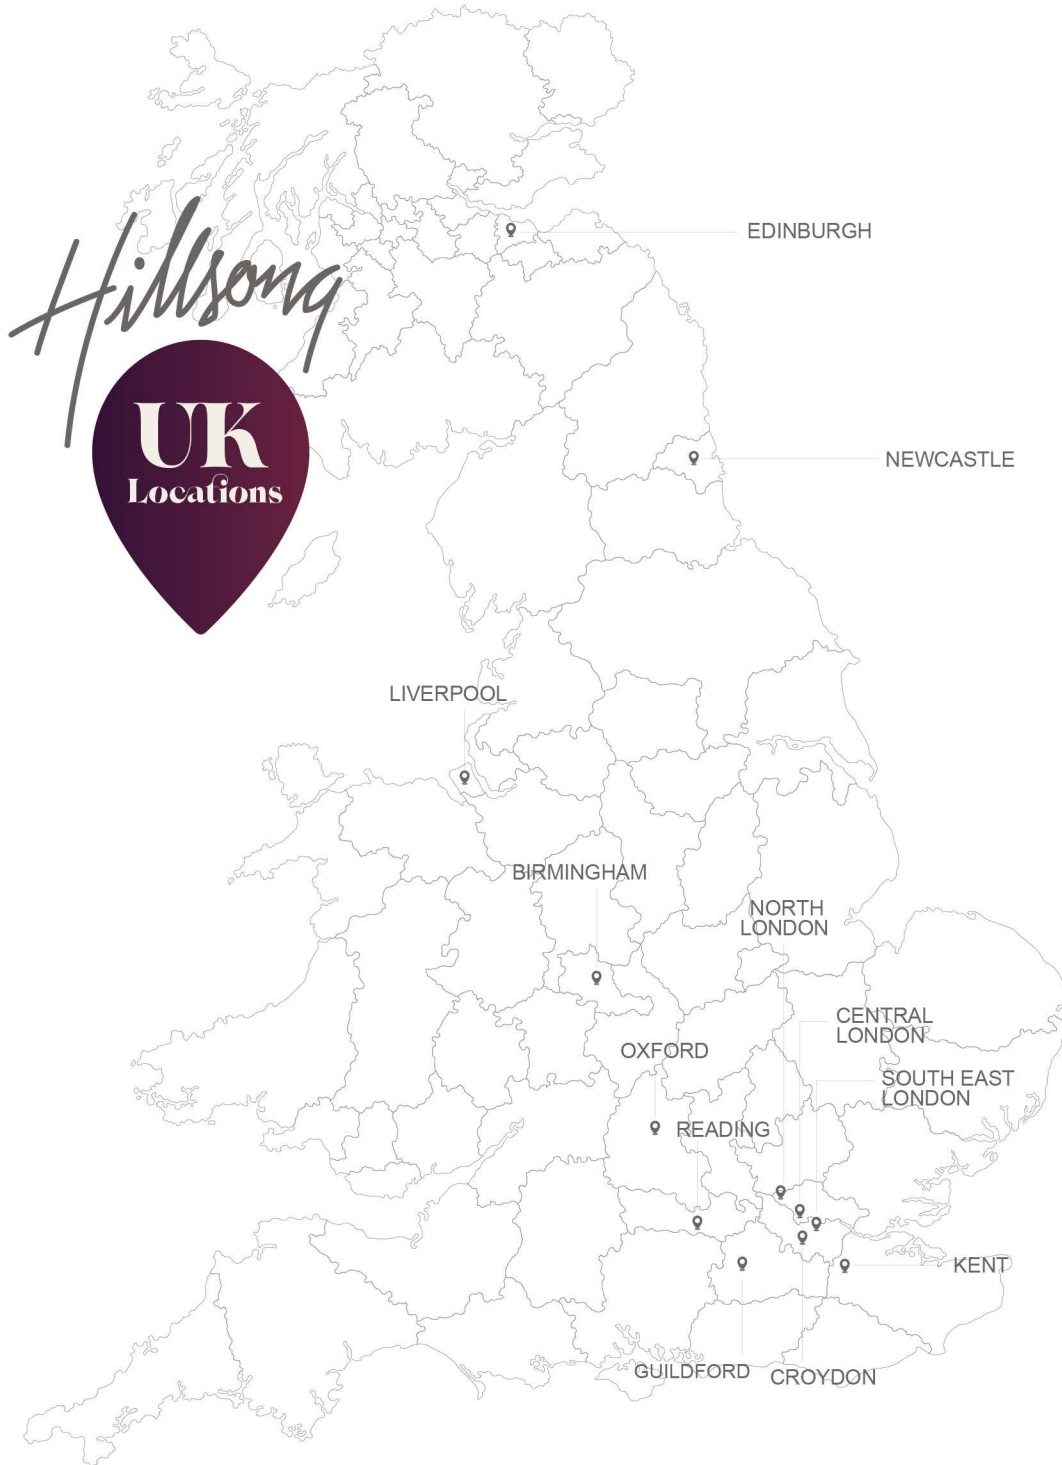 Hillsong
UK
Locations
EDINBURGH
NEWCASTLE
LIVERPOOL
BIRMINGHAM
NORTH
LONDON
CENTRAL
LONDON
OXFORD
SOUTH EAST
LONDON
READING
KENT
GUILDFORD
CROYDON